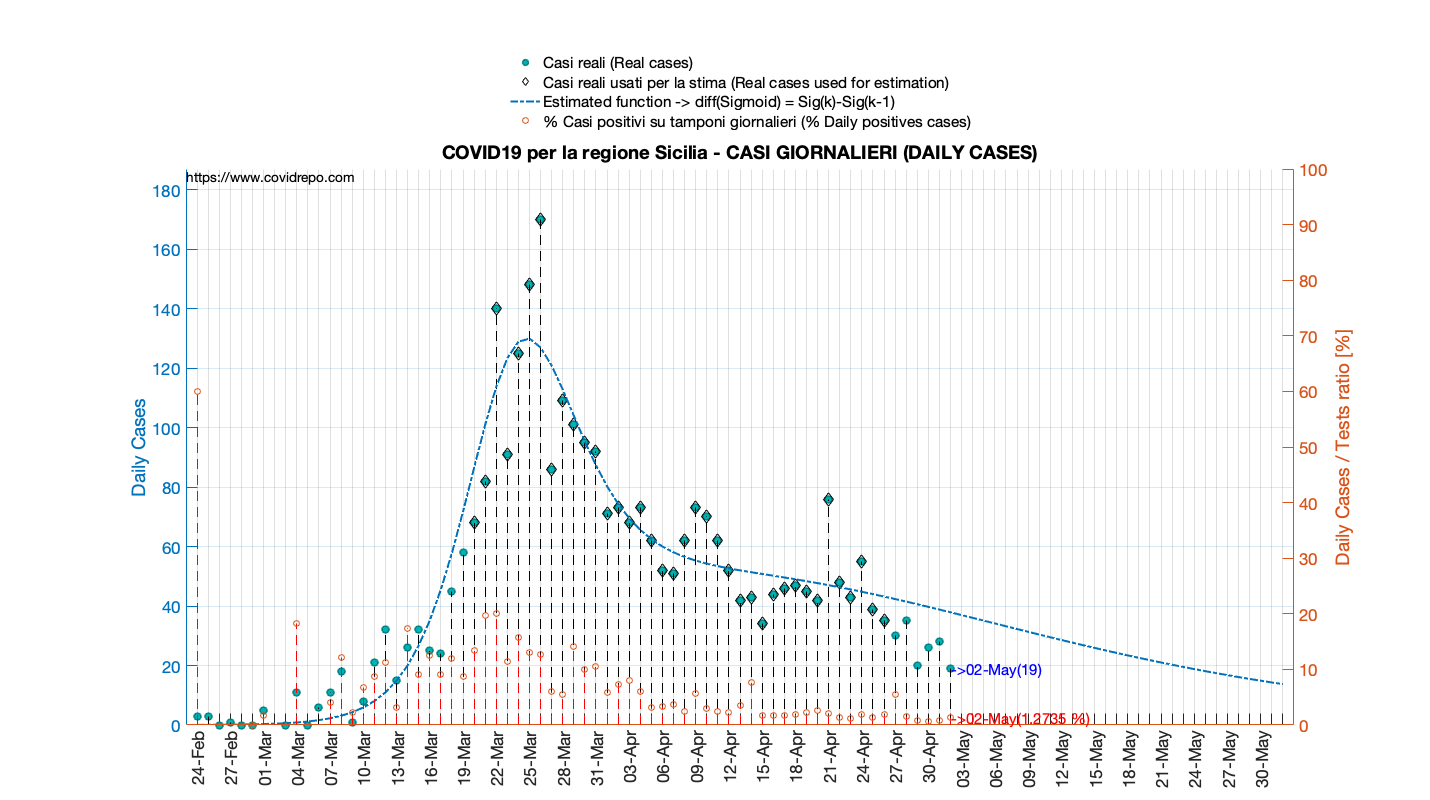 Casi reali (Real cases)
Casi reali usati per la stima (Real cases used for estimation)
Estimated function -> diff(Sigmoid) = Sig(k)-Sig(k-1)
% Casi positivi su tamponi giornalieri (% Daily positives cases)
COVID19 per la regione Sicilia - CASI GIORNALIERI (DAILY CASES)
https://www.covidrepo.com
Daily Cases
180
160
140
120
100
80
60
40
20
0
100
90
80
70
60
50
40
30
20
10
0
Daily Cases / Tests ratio [%]
->02-May(19)
->02-May(1.2735 %)
24-Feb
27-Feb
01-Mar
04-Mar
07-Mar
10-Mar
13-Mar
16-Mar
19-Mar
22-Mar
25-Mar
28-Mar
31-Mar
03-Apr
06-Apr
09-Apr
12-Apr
15-Apr
18-Apr
21-Apr
24-Apr
27-Apr
30-Apr
03-May
06-May
09-May
12-May
15-May
18-May
21-May
24-May
27-May
30-May